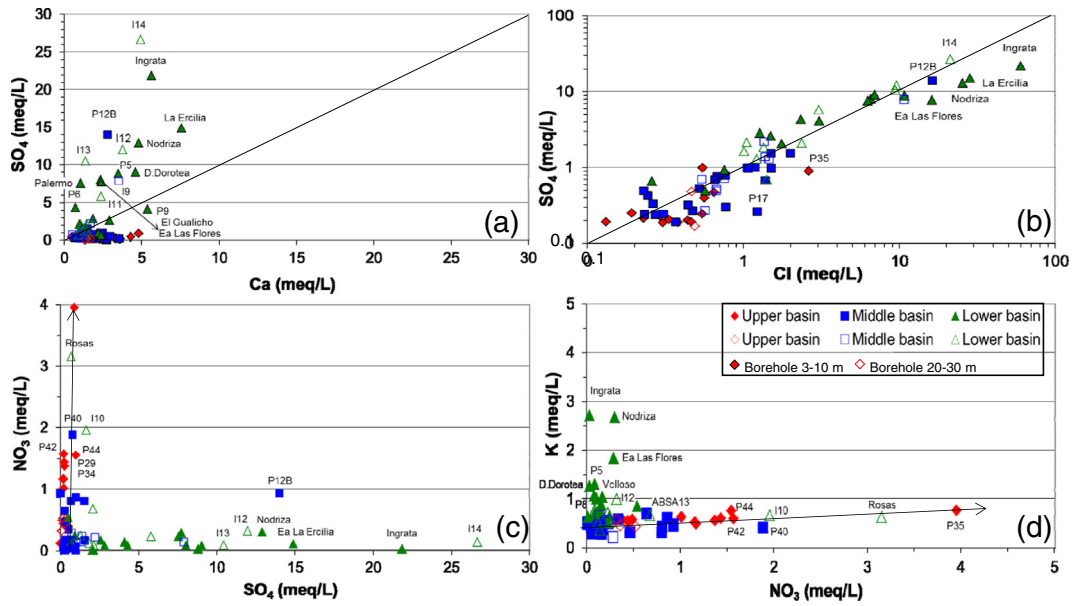 30
25
20
15
10
5
0
SO4 (meq/L)
0
5
10
15
20
25
30
Ca (meq/L)
I14
Ingrata
P12B
La Ercilia
I12
Nodriza
I13
P5
D.Dorotea
Palermo
I9
P6
I11
P9
El Gualicho
Ea Las Flores
(a)
100
10
1
0.1
SO4 (meq/L)
0.1
1
10
100
Cl (meq/L)
I14
Ingrata
P12B
La Ercilia
Nodriza
Ea Las Flores
P35
P17
(b)
4
3
2
1
0
NO3 (meq/L)
0
5
10
15
20
25
30
SO4 (meq/L)
Rosas
P40
I10
P42
P44
P29
P34
P12B
I12
Nodriza
Ea La Ercilia
I13
Ingrata
I14
(c)
5
4
3
2
1
0
K (meq/L)
0
1
2
3
4
5
NO3 (meq/L)
Upper basin Middle basin Lower basin
Upper basin Middle basin Lower basin
Borehole 3-10 m Borehole 20-30 m
Ingrata
Nodriza
Ea Las Flores
P5
D.Dorotea
I12
ABSA13
P44
I10
Rosas
P42
P40
P35
(d)